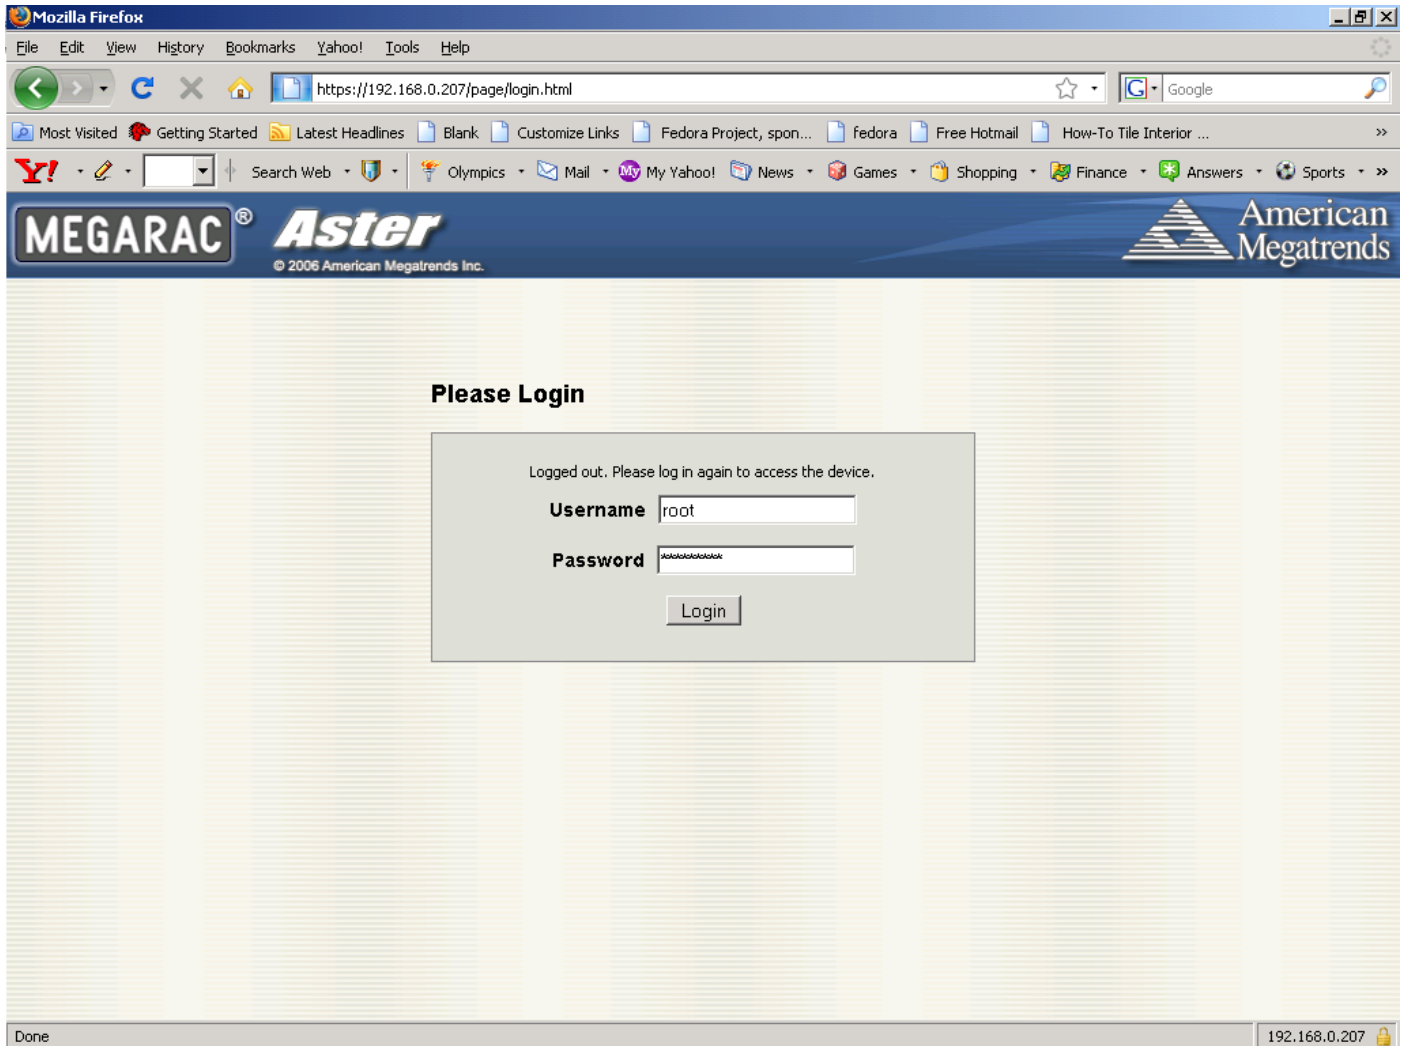 Mozilla Firefox
File Edit View History Bookmarks Yahoo! Tools Help
https://192.168.0.207/page/login.html G Google
Most Visited Getting Started Latest Headlines Blank Customize Links Fedora Project, spon... fedora Free Hotmail How-To Tile Interior ... »
Y! Search Web Olympics Mail My My Yahoo! News Games Shopping Finance Answers Sports »
MEGARAC® Aster American
© 2006 American Megatrends Inc. Megatrends
Please Login
Logged out. Please log in again to access the device.
Username root
Password **********
Login
Done 192.168.0.207